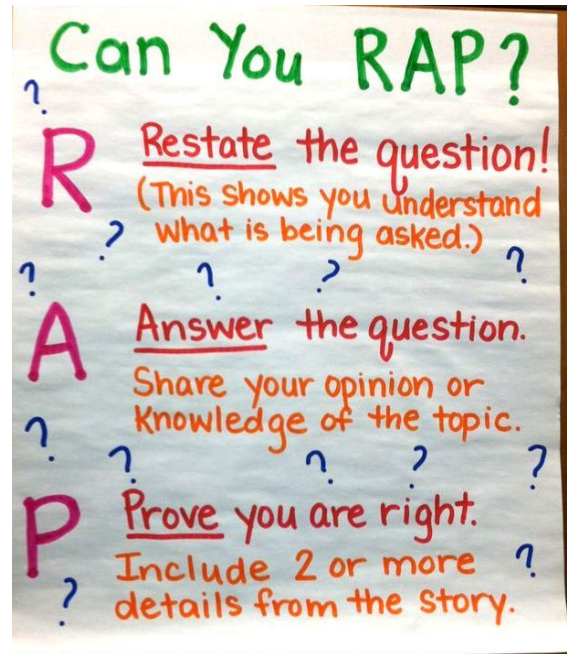 Can You RAP?
R Restate the question!
(This shows you understand
what is being asked.)
A Answer the question.
Share your opinion or
knowledge of the topic.
P Prove you are right.
Include 2 or more
details from the story.